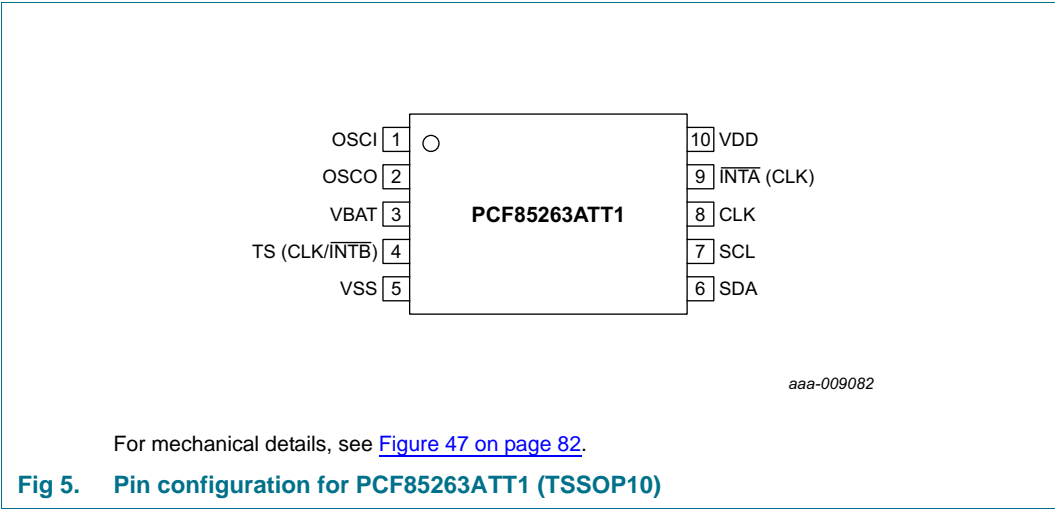 OSCI 1
OSCO 2
VBAT 3
TS (CLK/I̅N̅T̅B̅) 4
VSS 5
PCF85263ATT1
10 VDD
9 I̅N̅T̅A̅ (CLK)
8 CLK
7 SCL
6 SDA
aaa-009082
For mechanical details, see Figure 47 on page 82.
Fig 5. Pin configuration for PCF85263ATT1 (TSSOP10)